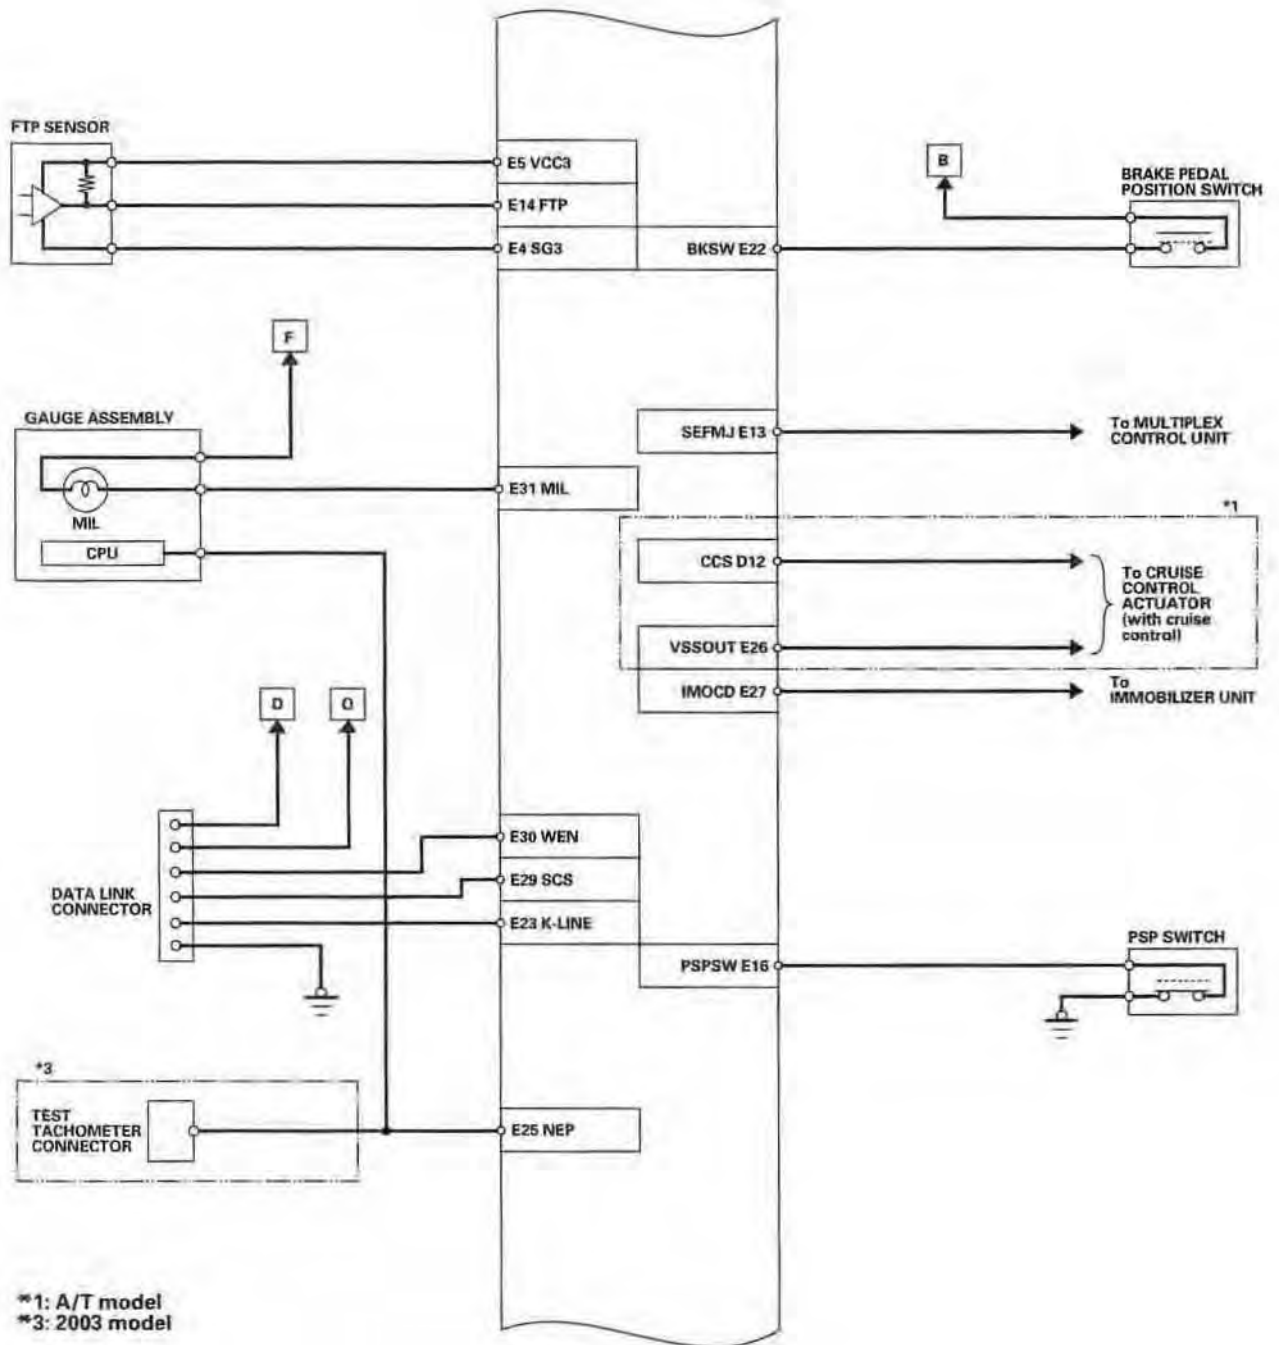 FTP SENSOR
E5 VCC3
E14 FTP
E4 SG3
BKSW E22
B
BRAKE PEDAL
POSITION SWITCH
F
GAUGE ASSEMBLY
MIL
CPU
E31 MIL
SEFMJ E13
To MULTIPLEX
CONTROL UNIT
*1
CCS D12
To CRUISE
CONTROL
ACTUATOR
(with cruise
control)
VSSOUT E26
IMOCD E27
To
IMMOBILIZER UNIT
D
DATA LINK
CONNECTOR
E30 WEN
E29 SCS
E23 K-LINE
PSPSW E16
PSP SWITCH
*3
TEST
TACHOMETER
CONNECTOR
E25 NEP
*1: A/T model
*3: 2003 model